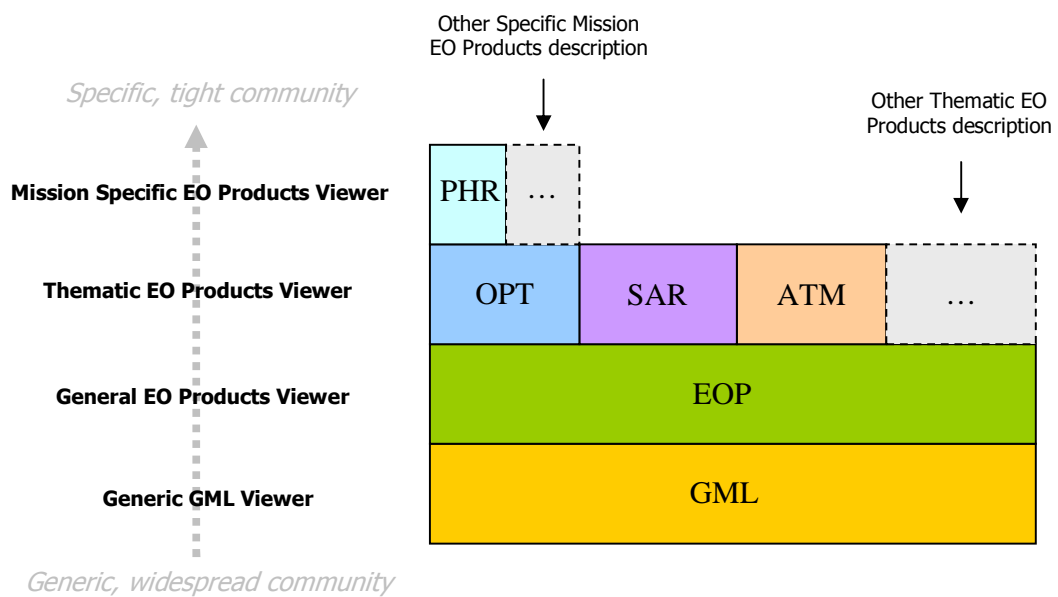 Other Specific Mission
EO Products description
Specific, tight community
Other Thematic EO
Products description
Mission Specific EO Products Viewer
PHR
…
Thematic EO Products Viewer
OPT
SAR
ATM
…
General EO Products Viewer
EOP
Generic GML Viewer
GML
Generic, widespread community